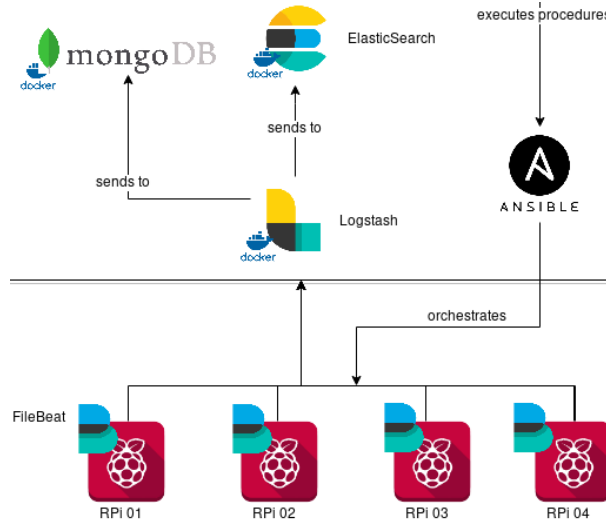 executes procedures
ElasticSearch
mongoDB
docker
docker
sends to
sends to
ANSIBLE
Logstash
docker
orchestrates
FileBeat
RPi 01
RPi 02
RPi 03
RPi 04